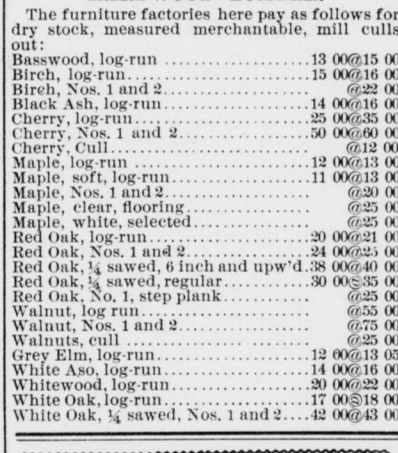 The furniture factories here pay as follows for
dry stock, measured merchantable, mill culls
out:
Basswood, log-run ................13 00@15 00
Birch, log-run.....................15 00@16 00
Birch, Nos. 1 and 2................ @22 00
Black Ash, log-run................14 00@16 00
Cherry, log-run...................25 00@35 00
Cherry, Nos. 1 and 2.............50 00@60 00
Cherry, Cull....................... @12 00
Maple, log-run....................12 00@13 00
Maple, soft, log-run..............11 00@13 00
Maple, Nos. 1 and 2............... @20 00
Maple, clear, flooring............. @25 00
Maple, white, selected............ @25 00
Red Oak, log-run..................20 00@21 00
Red Oak, Nos. 1 and 2............24 00@25 00
Red Oak, ¼ sawed, 6 inch and upw'd.38 00@40 00
Red Oak, ¼ sawed, regular.........30 00@35 00
Red Oak, No. 1, step plank......... @25 00
Walnut, log run................... @55 00
Walnut, Nos. 1 and 2.............. @75 00
Walnuts, cull .................... @25 00
Grey Elm, log-run.................12 00@13 05
White Aso, log-run................14 00@16 00
Whitewood, log-run................20 00@22 00
White Oak, log-run................17 00@18 00
White Oak, ¼ sawed, Nos. 1 and 2....42 00@43 00